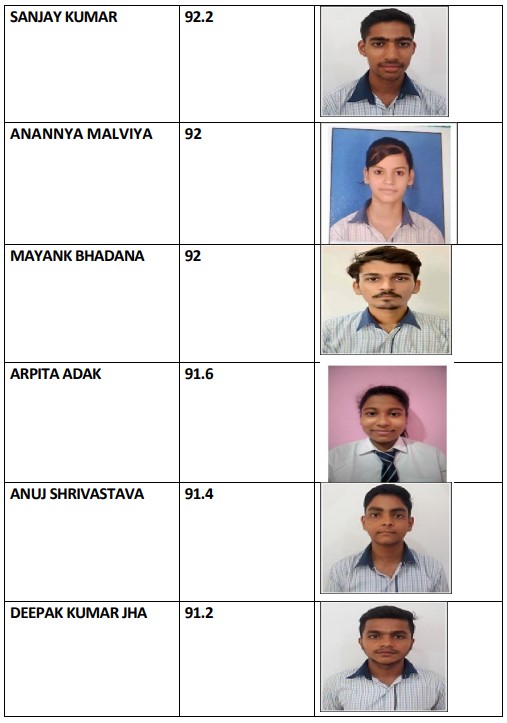 SANJAY KUMAR 92.2
ANANNYA MALVIYA 92
MAYANK BHADANA 92
ARPITA ADAK 91.6
ANUJ SHRIVASTAVA 91.4
DEEPAK KUMAR JHA 91.2